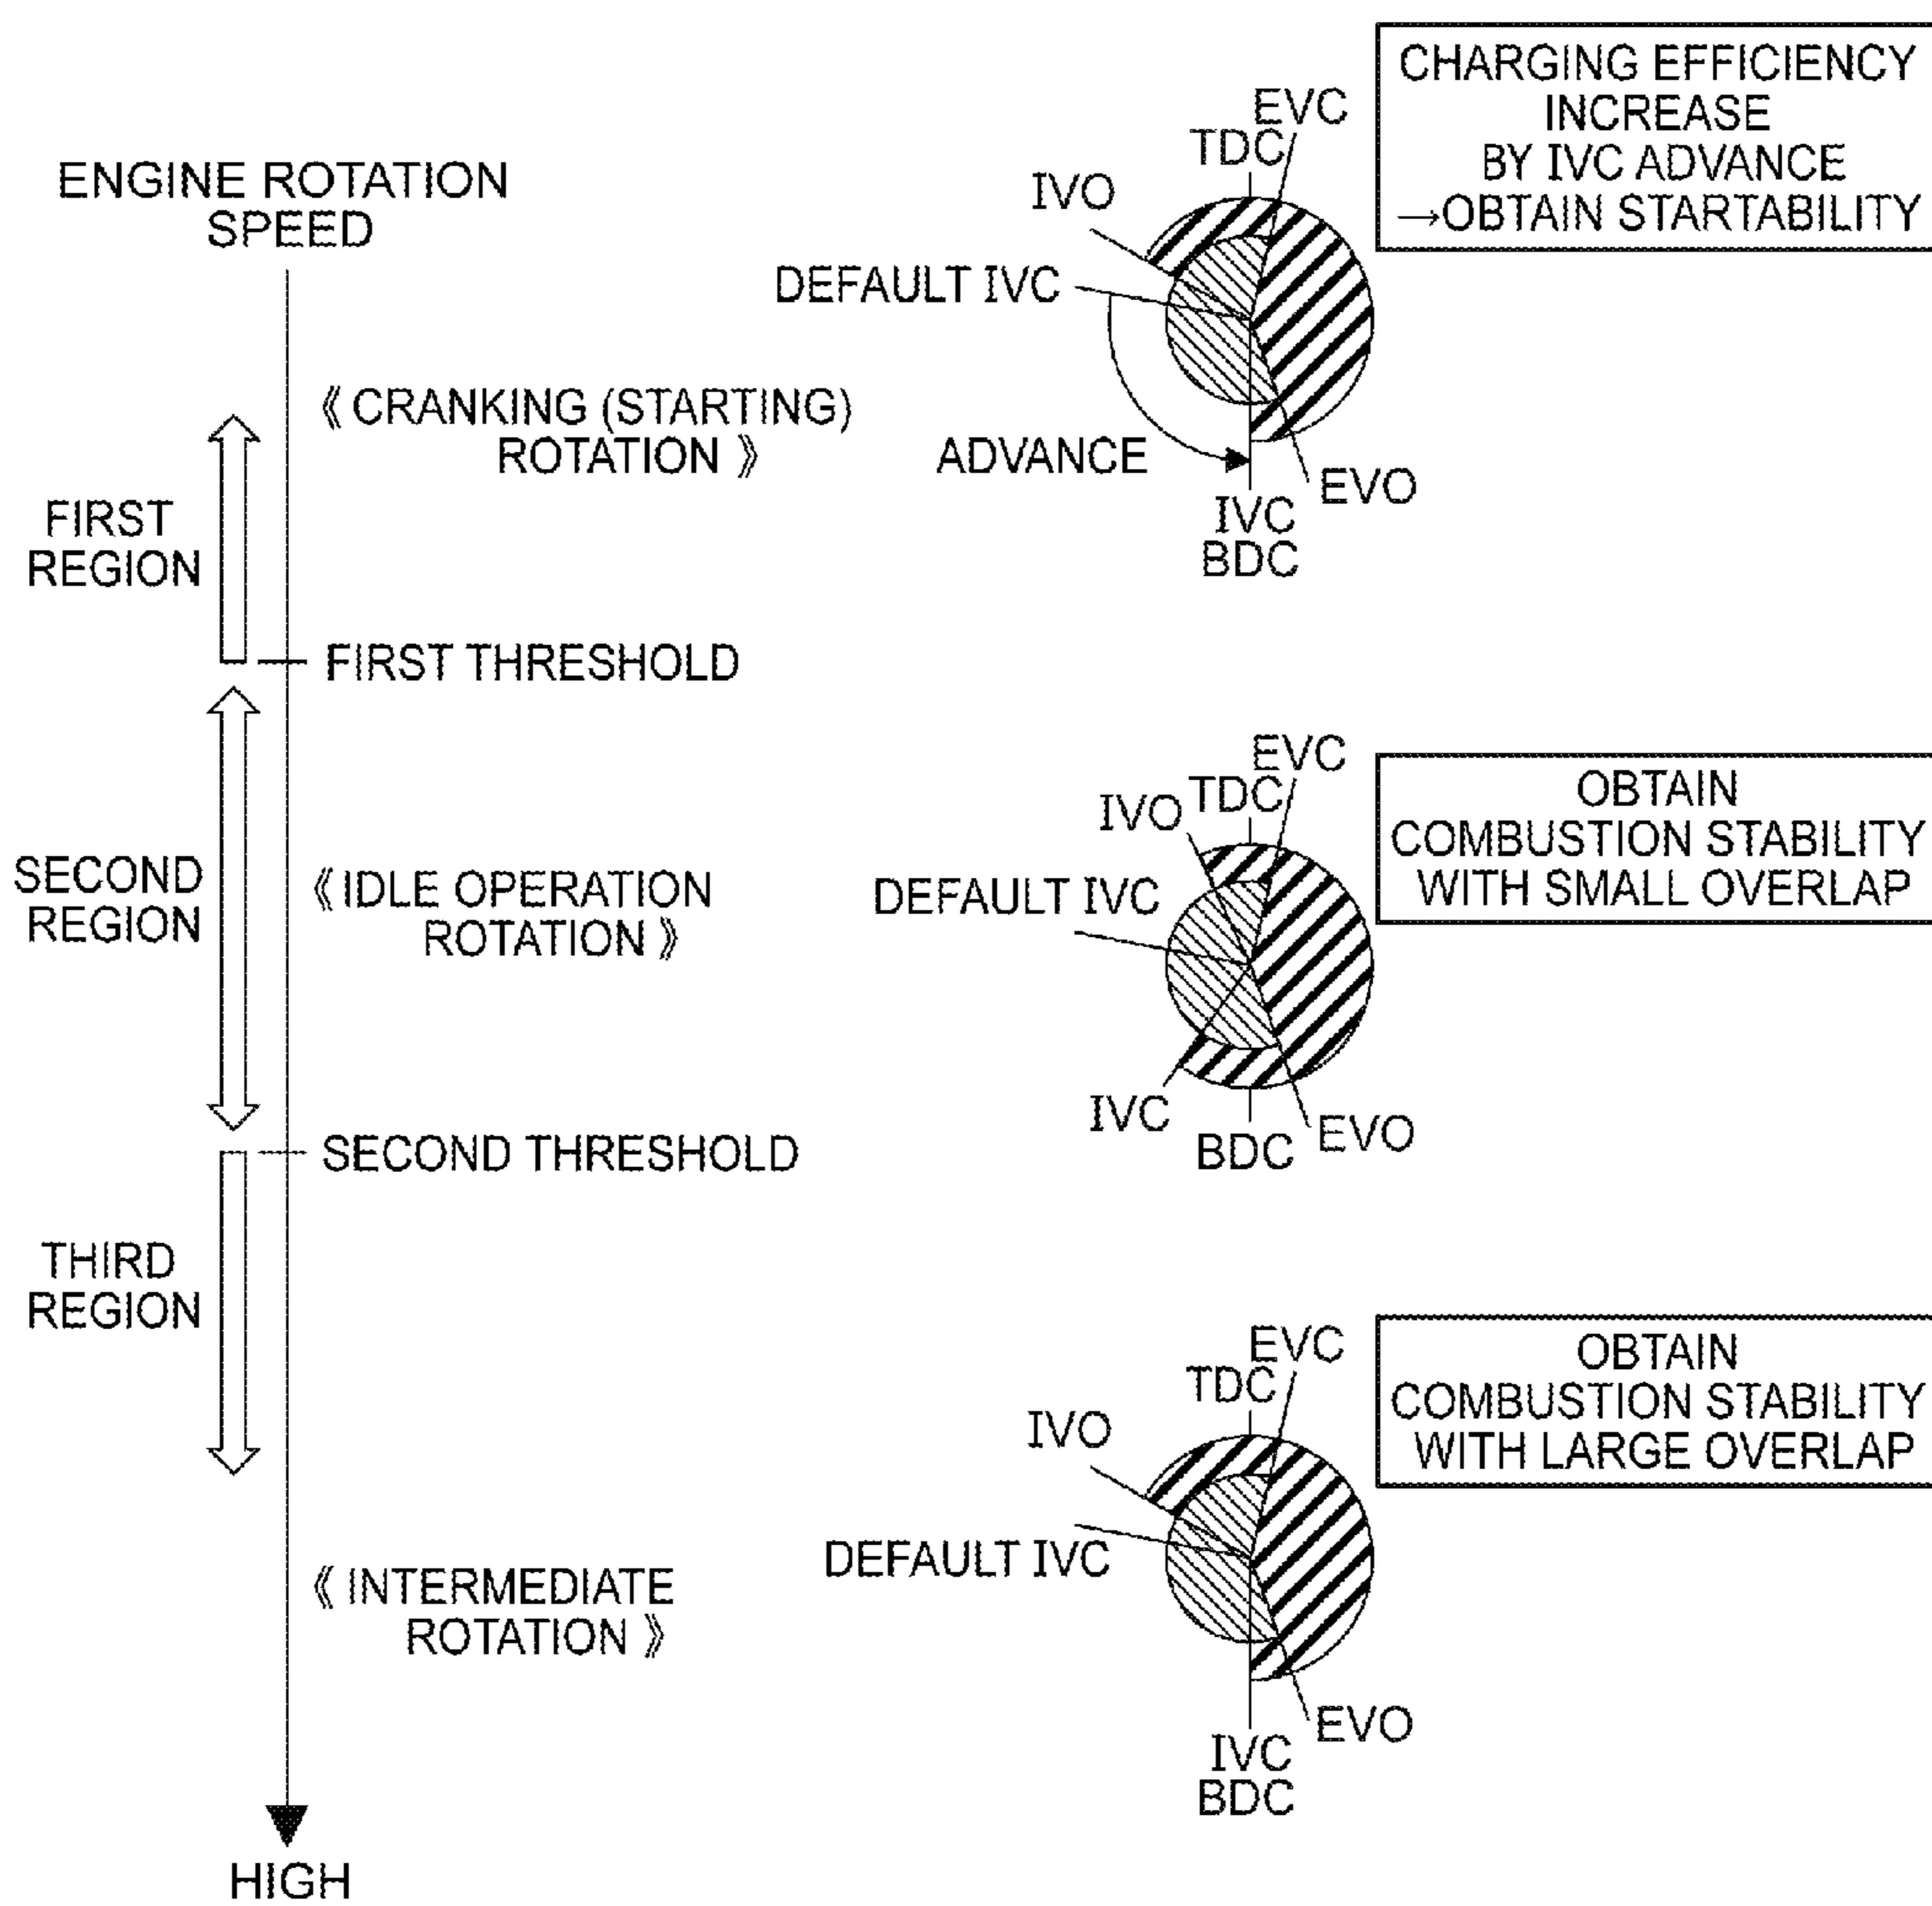 ENGINE ROTATION
SPEED
FIRST
REGION
《 CRANKING (STARTING)
ROTATION 》
FIRST THRESHOLD
EVC
TDC
IVO
DEFAULT IVC
ADVANCE
EVO
IVC
BDC
CHARGING EFFICIENCY
INCREASE
BY IVC ADVANCE
→OBTAIN STARTABILITY
SECOND
REGION
《 IDLE OPERATION
ROTATION 》
SECOND THRESHOLD
EVC
TDC
IVO
DEFAULT IVC
IVC
BDC
EVO
OBTAIN
COMBUSTION STABILITY
WITH SMALL OVERLAP
THIRD
REGION
《 INTERMEDIATE
ROTATION 》
EVC
TDC
IVO
DEFAULT IVC
EVO
IVC
BDC
OBTAIN
COMBUSTION STABILITY
WITH LARGE OVERLAP
HIGH